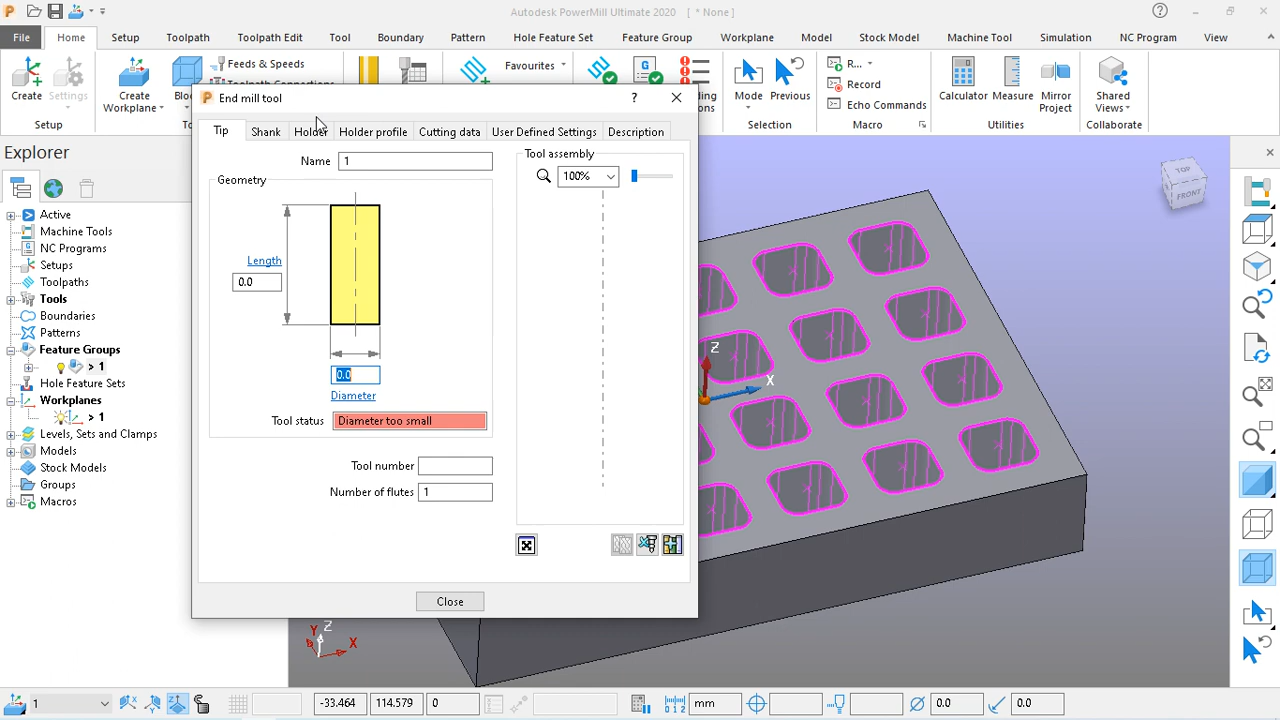 Autodesk PowerMill Ultimate 2020 [ * None ]
File Home Setup Toolpath Toolpath Edit Tool Boundary Pattern Hole Feature Set Feature Group Workplane Model Stock Model Machine Tool Simulation NC Program View
Create
Settings
Setup
Create
Workplane
Feeds & Speeds
Favourites
Mode
Previous
Selection
R...
Record
Echo Commands
Macro
Calculator
Measure
Mirror
Project
Utilities
Shared
Views
Collaborate
Explorer
Active
Machine Tools
NC Programs
Setups
Toolpaths
Tools
Boundaries
Patterns
Feature Groups
> 1
Hole Feature Sets
Workplanes
> 1
Levels, Sets and Clamps
Models
Stock Models
Groups
Macros
End mill tool
Tip Shank Holder Holder profile Cutting data User Defined Settings Description
Name 1
Geometry
Length
0.0
0.0
Diameter
Tool status Diameter too small
Tool number
Number of flutes 1
Tool assembly
100%
Close
TOP
FRONT
Z
X
Z
Y
X
1
-33.464 114.579 0
mm
0.0
0.0